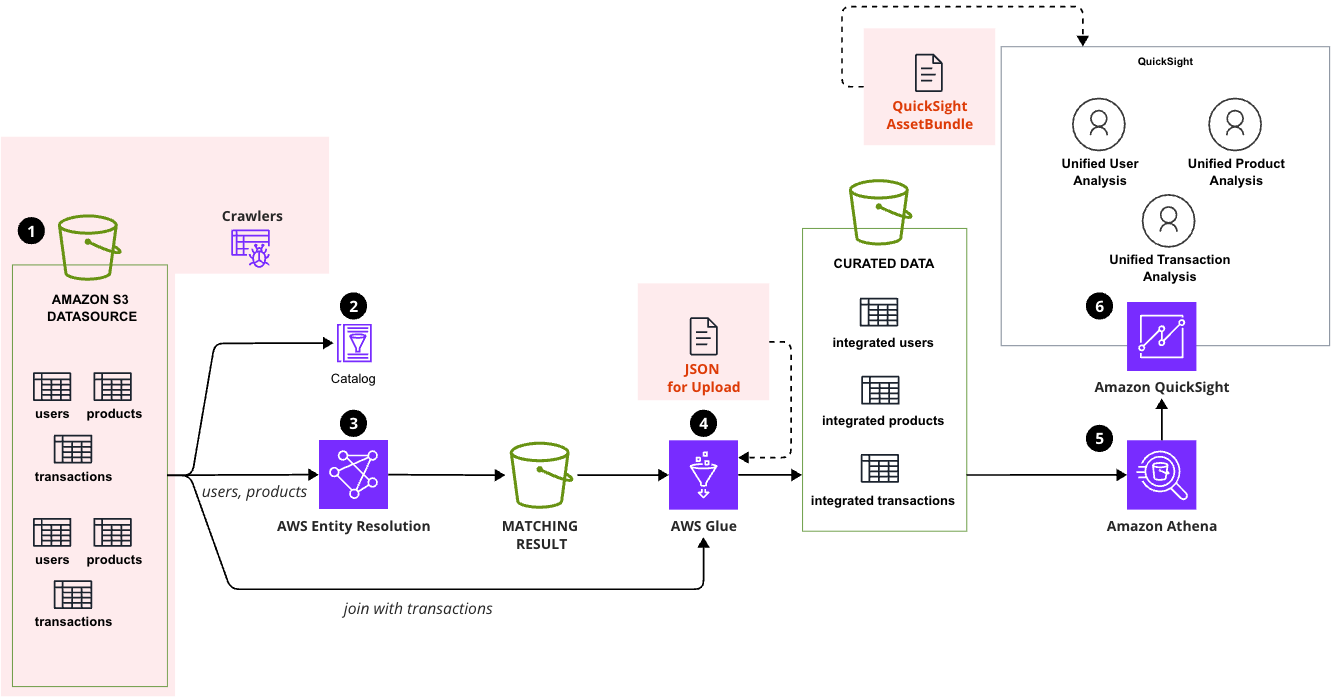 QuickSight
QuickSight
AssetBundle
Unified User
Analysis
Unified Product
Analysis
Unified Transaction
Analysis
6
Amazon QuickSight
1
Crawlers
AMAZON S3
DATASOURCE
users
products
transactions
users
products
transactions
2
Catalog
users, products
3
AWS Entity Resolution
MATCHING
RESULT
JSON
for Upload
4
AWS Glue
join with transactions
CURATED DATA
integrated users
integrated products
integrated transactions
5
Amazon Athena